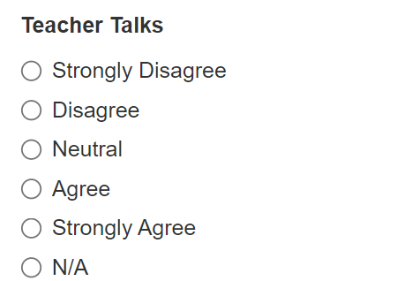 Teacher Talks
Strongly Disagree
Disagree
Neutral
Agree
Strongly Agree
N/A